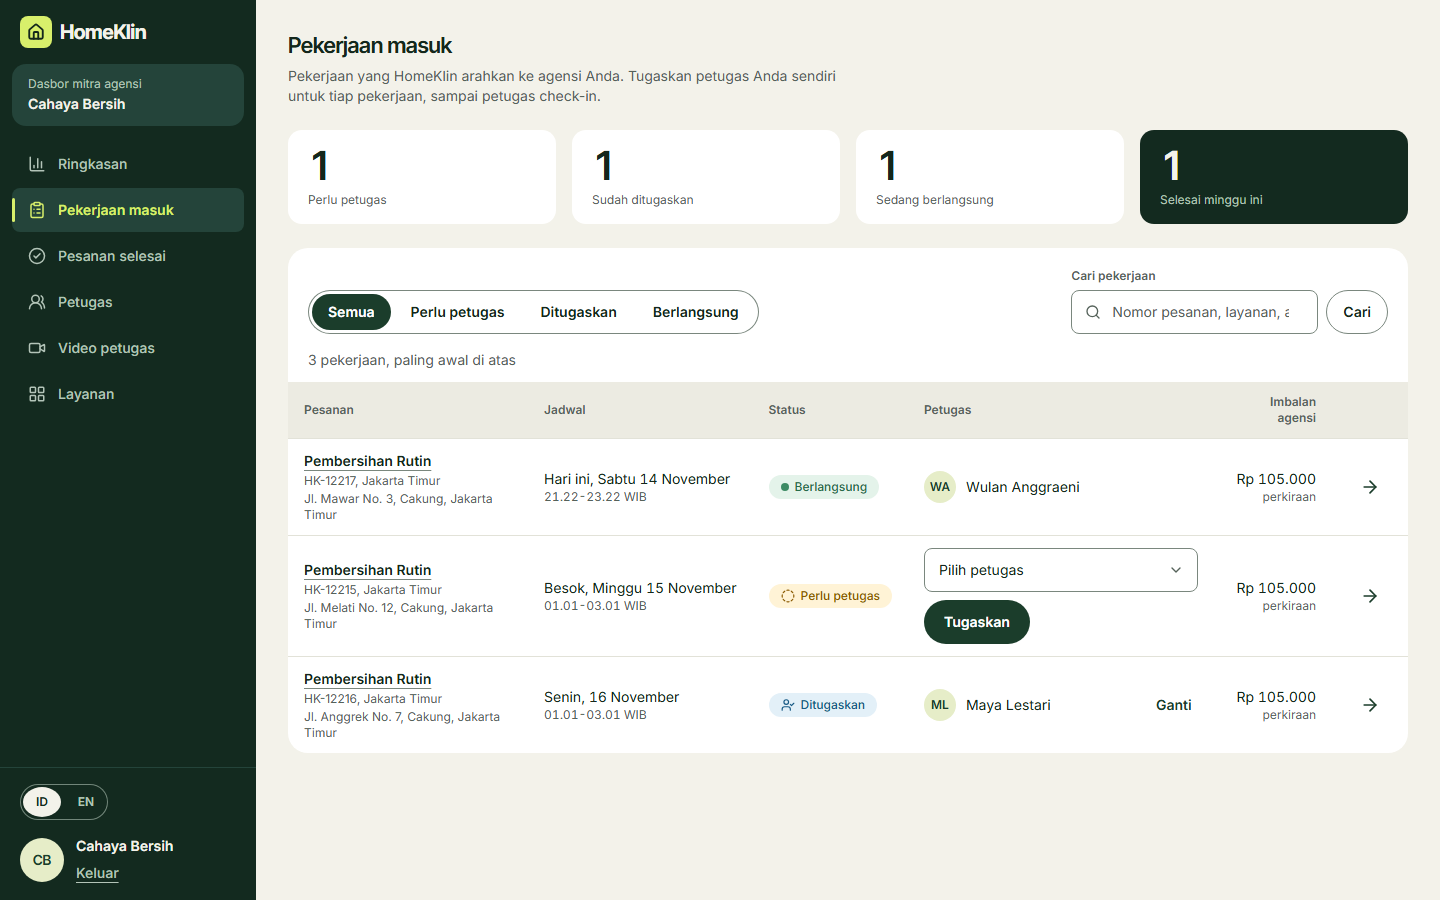 HomeKlin
Dasbor mitra agensi
Cahaya Bersih
Ringkasan
Pekerjaan masuk
Pesanan selesai
Petugas
Video petugas
Layanan
ID EN
CB
Cahaya Bersih
Keluar
Pekerjaan masuk
Pekerjaan yang HomeKlin arahkan ke agensi Anda. Tugaskan petugas Anda sendiri
untuk tiap pekerjaan, sampai petugas check-in.
1
Perlu petugas
1
Sudah ditugaskan
1
Sedang berlangsung
1
Selesai minggu ini
Cari pekerjaan
Semua Perlu petugas Ditugaskan Berlangsung
Nomor pesanan, layanan, Cari
3 pekerjaan, paling awal di atas
Pesanan Jadwal Status Petugas Imbalan
agensi
Pembersihan Rutin
HK-12217, Jakarta Timur
Jl. Mawar No. 3, Cakung, Jakarta
Timur
Hari ini, Sabtu 14 November
21.22-23.22 WIB
Berlangsung
WA Wulan Anggraeni
Rp 105.000
perkiraan
Pembersihan Rutin
HK-12215, Jakarta Timur
Jl. Melati No. 12, Cakung, Jakarta
Timur
Besok, Minggu 15 November
01.01-03.01 WIB
Perlu petugas
Pilih petugas
Tugaskan
Rp 105.000
perkiraan
Pembersihan Rutin
HK-12216, Jakarta Timur
Jl. Anggrek No. 7, Cakung, Jakarta
Timur
Senin, 16 November
01.01-03.01 WIB
Ditugaskan
ML Maya Lestari
Ganti
Rp 105.000
perkiraan